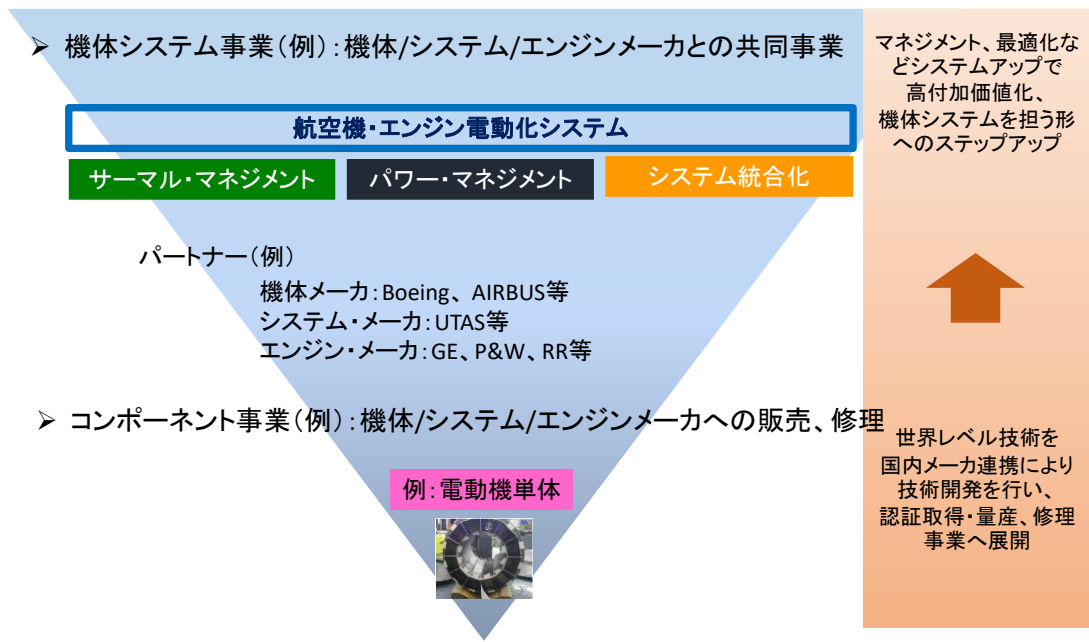 ➢ 機体システム事業(例):機体/システム/エンジンメーカとの共同事業
航空機・エンジン電動化システム
サーマル・マネジメント
パワー・マネジメント
システム統合化
パートナー(例)
機体メーカ:Boeing、AIRBUS等
システム・メーカ:UTAS等
エンジン・メーカ:GE、P&W、RR等
➢ コンポーネント事業(例):機体/システム/エンジンメーカへの販売、修理
例:電動機単体
マネジメント、最適化な
どシステムアップで
高付加価値化、
機体システムを担う形
へのステップアップ
世界レベル技術を
国内メーカ連携により
技術開発を行い、
認証取得・量産、修理
事業へ展開